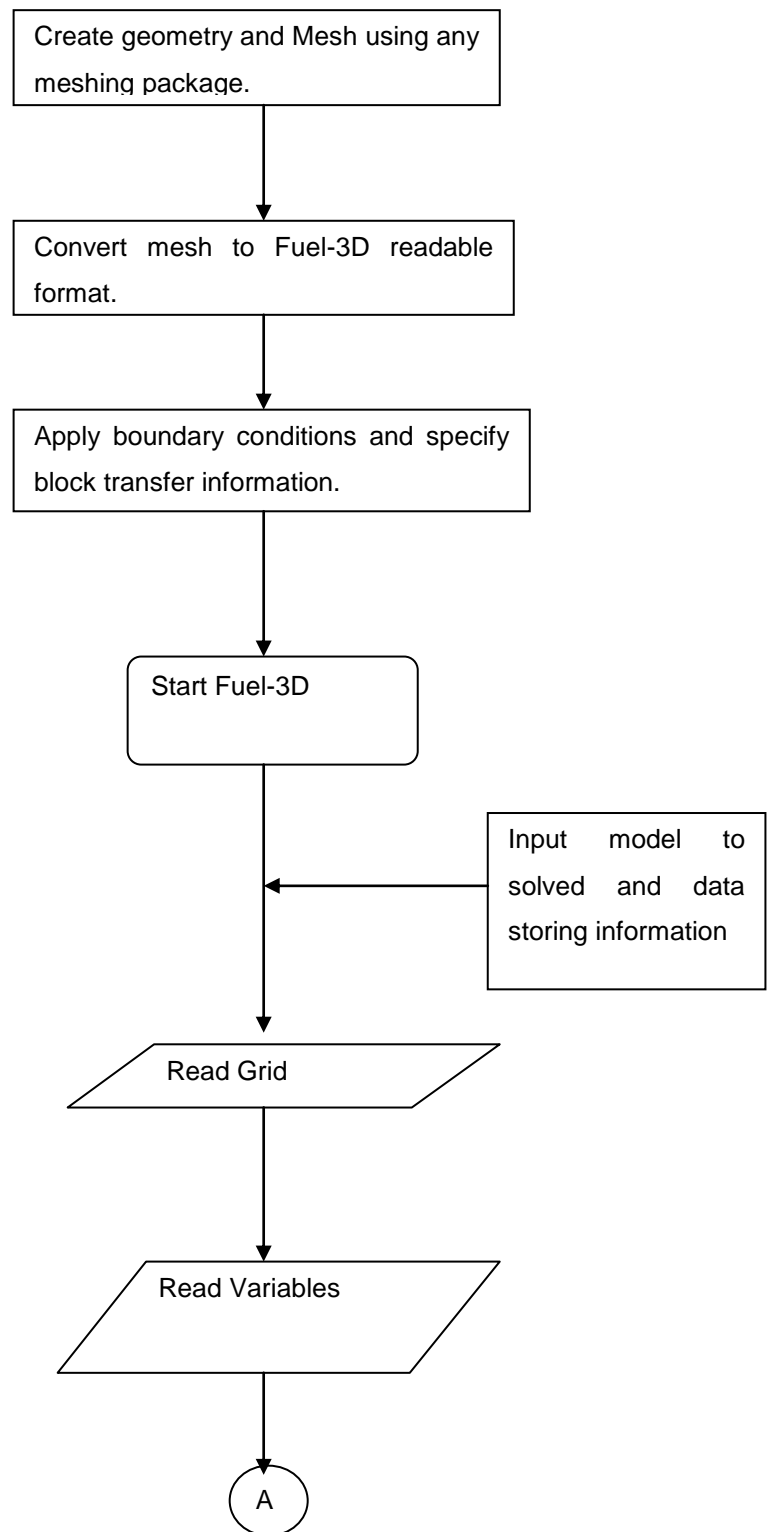 Create geometry and Mesh using any
meshing package.
Convert mesh to Fuel-3D readable
format.
Apply boundary conditions and specify
block transfer information.
Start Fuel-3D
Input model to
solved and data
storing information
Read Grid
Read Variables
A